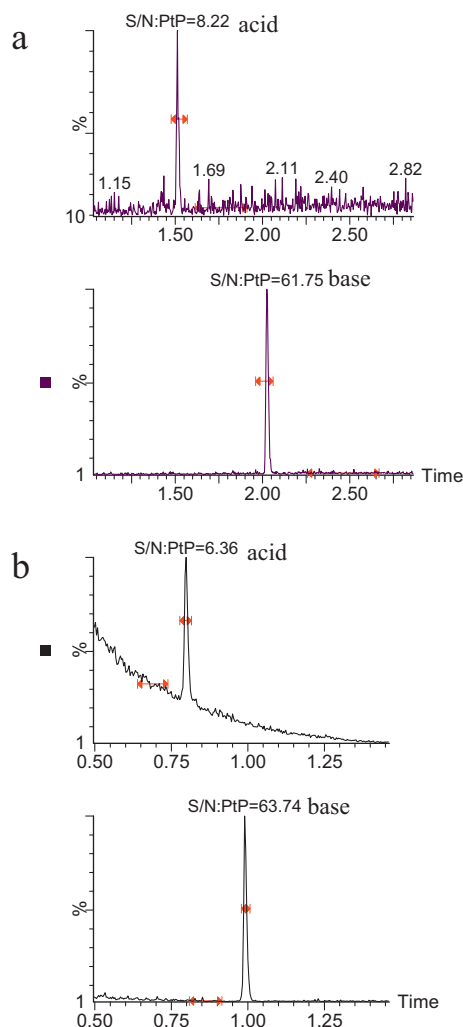 a
S/N:PtP=8.22 acid
%
1.15 1.69 2.11 2.40 2.82
10
1.50 2.00 2.50
S/N:PtP=61.75 base
%
1 Time
1.50 2.00 2.50
b
S/N:PtP=6.36 acid
%
1
0.50 0.75 1.00 1.25
S/N:PtP=63.74 base
%
1 Time
0.50 0.75 1.00 1.25